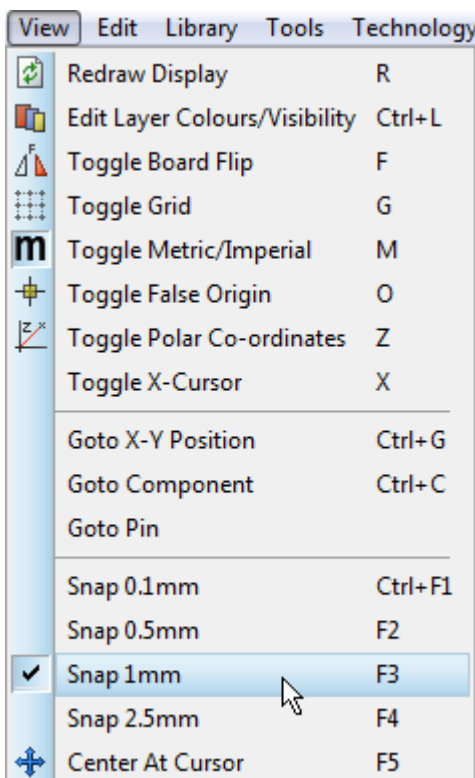 View Edit Library Tools Technology
Redraw Display R
Edit Layer Colours/Visibility Ctrl+L
Toggle Board Flip F
Toggle Grid G
m Toggle Metric/Imperial M
Toggle False Origin O
Toggle Polar Co-ordinates Z
Toggle X-Cursor X
Goto X-Y Position Ctrl+G
Goto Component Ctrl+C
Goto Pin
Snap 0.1mm Ctrl+F1
Snap 0.5mm F2
Snap 1mm F3
Snap 2.5mm F4
Center At Cursor F5